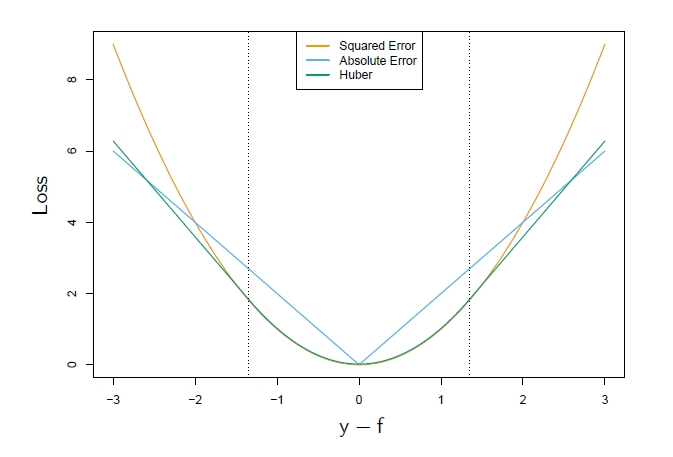 Squared Error
Absolute Error
Huber
Loss
8
6
4
2
0
−3 −2 −1 0 1 2 3
y − f